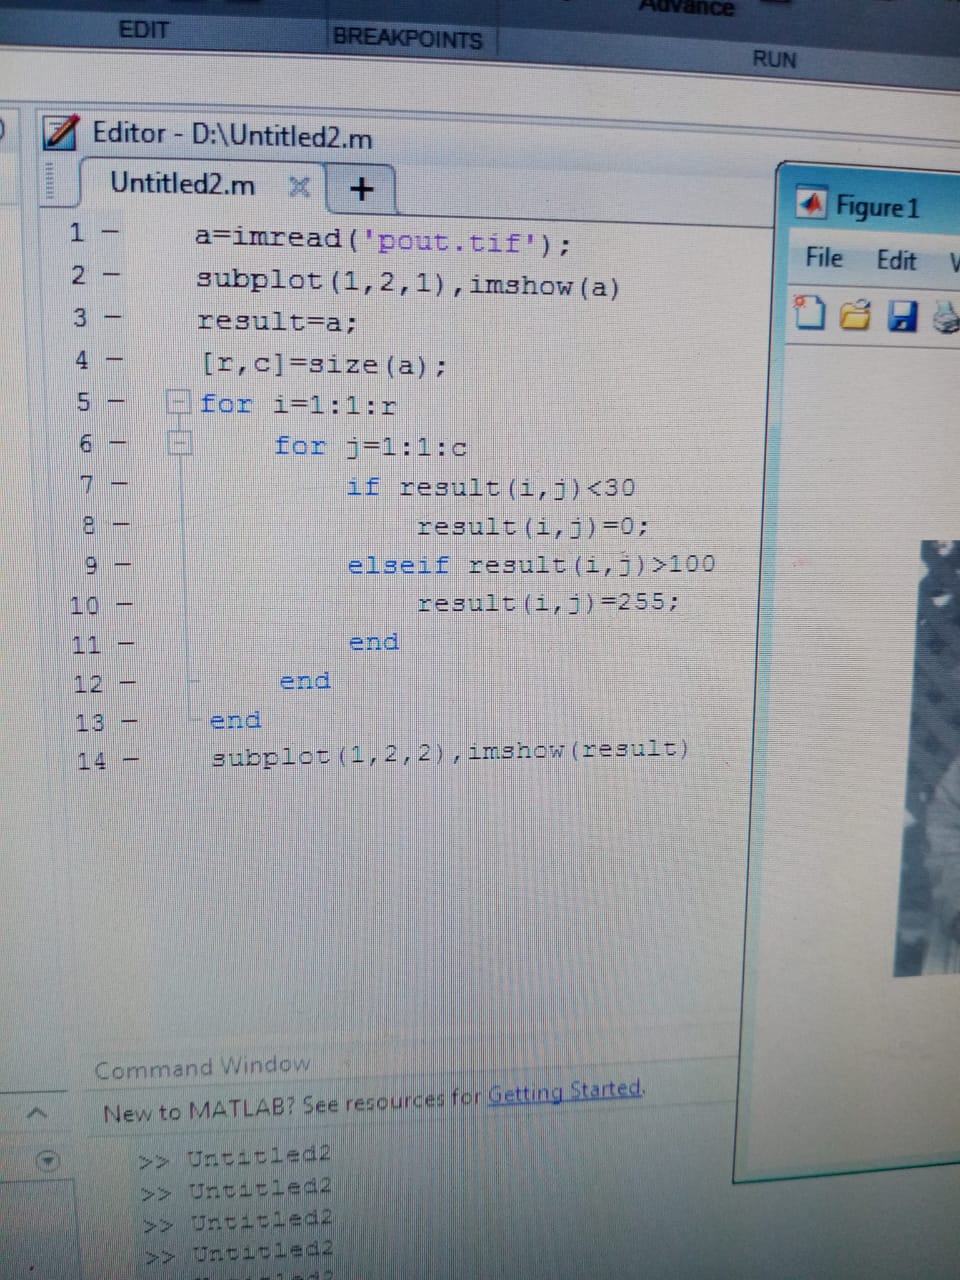 Advance
EDIT
BREAKPOINTS
RUN
Editor - D:\Untitled2.m
Untitled2.m
+
1 — a=imread('pout.tif');
2 — subplot(1,2,1),imshow(a)
3 — result=a;
4 — [r,c]=size(a);
5 — for i=1:1:r
6 — for j=1:1:c
7 — if result(i,j)<30
8 — result(i,j)=0;
9 — elseif result(i,j)>100
10 — result(i,j)=255;
11 — end
12 — end
13 — end
14 — subplot(1,2,2),imshow(result)
Figure 1
File Edit
Command Window
New to MATLAB? See resources for Getting Started.
>> Untitled2
>> Untitled2
>> Untitled2
>> Untitled2